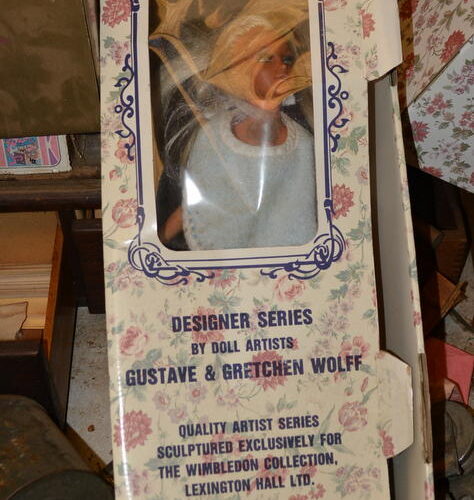 DESIGNER SERIES
BY DOLL ARTISTS
GUSTAVE & GRETCHEN WOLFF
QUALITY ARTIST SERIES
SCULPTURED EXCLUSIVELY FOR
THE WIMBLEDON COLLECTION,
LEXINGTON HALL LTD.